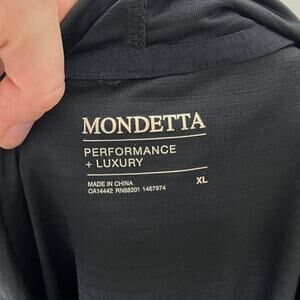 MONDETTA
PERFORMANCE
+ LUXURY
MADE IN CHINA XL
CA14442 RN88201 1467974